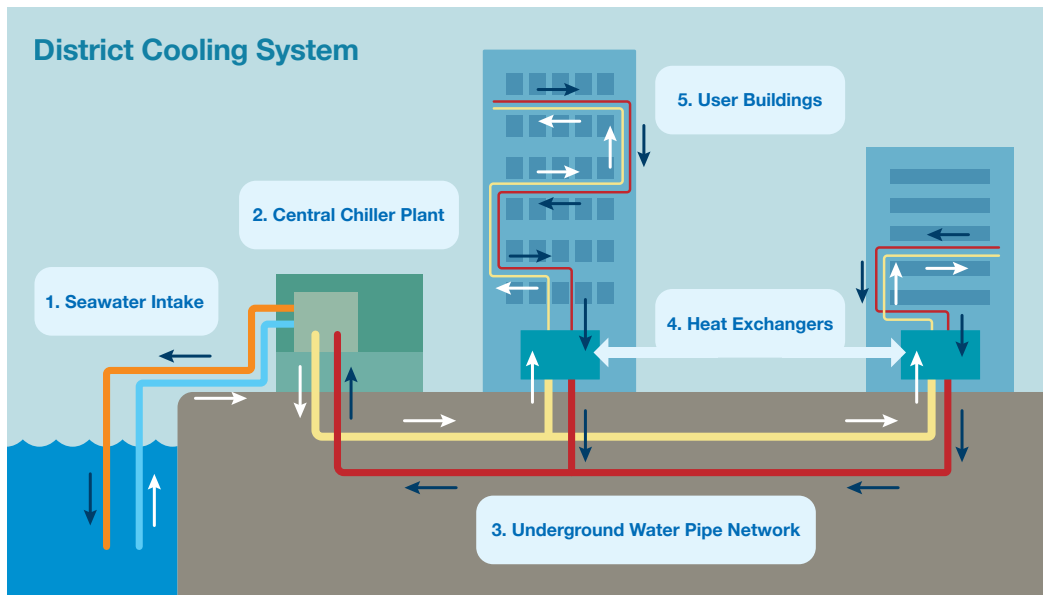 District Cooling System
5. User Buildings
2. Central Chiller Plant
1. Seawater Intake
4. Heat Exchangers
3. Underground Water Pipe Network